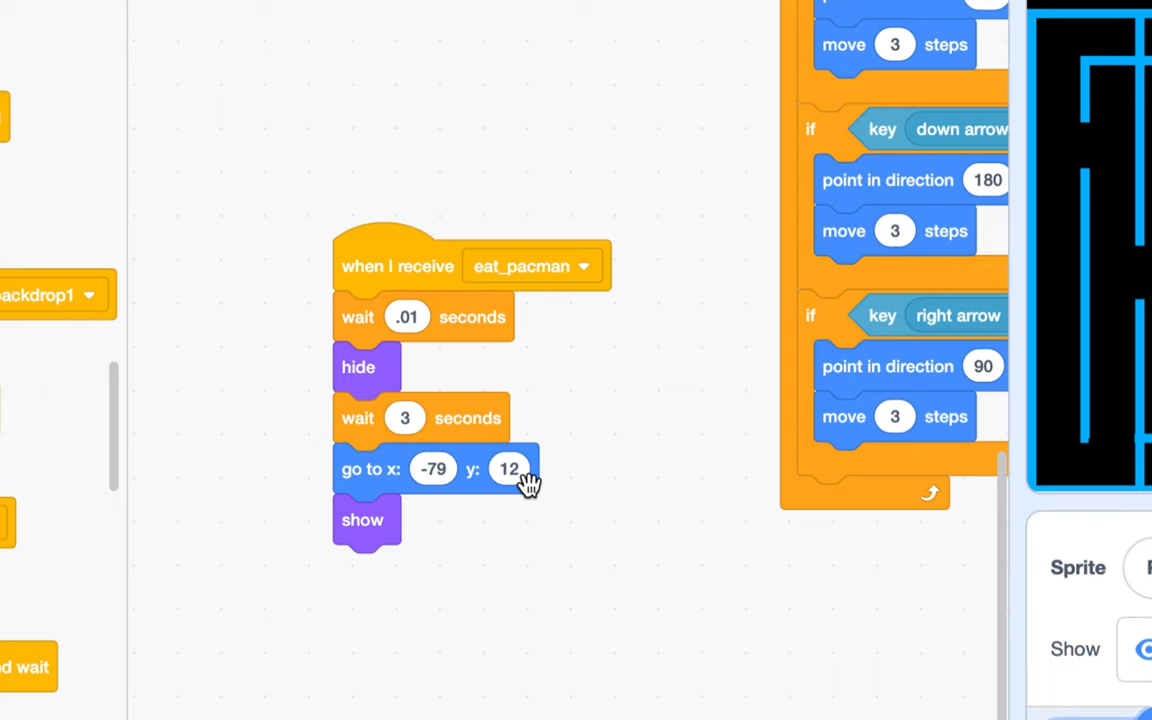 move 3 steps
if key down arrow
point in direction 180
move 3 steps
when I receive eat_pacman
ackdrop1
wait .01 seconds
if key right arrow
hide
point in direction 90
wait 3 seconds
move 3 steps
go to x: -79 y: 12
show
Sprite
Show
nd wait